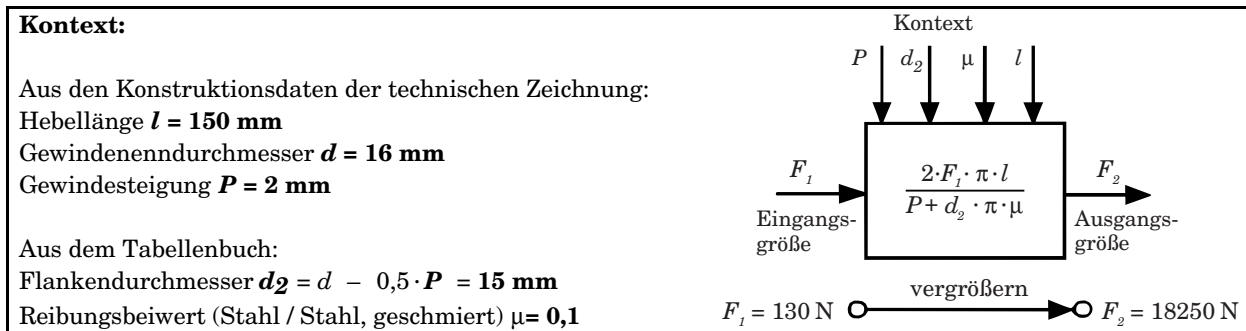 Kontext:
Aus den Konstruktionsdaten der technischen Zeichnung:
Hebellänge l = 150 mm
Gewindenenndurchmesser d = 16 mm
Gewindesteigung P = 2 mm
Aus dem Tabellenbuch:
Flankendurchmesser d2 = d – 0,5·P = 15 mm
Reibungsbeiwert (Stahl / Stahl, geschmiert) μ= 0,1
Kontext
P d₂ μ l
F₁
2·F₁·π·l
P+d₂·π·μ
F₂
Eingangs-
größe
Ausgangs-
größe
vergrößern
F₁ = 130 N
F₂ = 18250 N